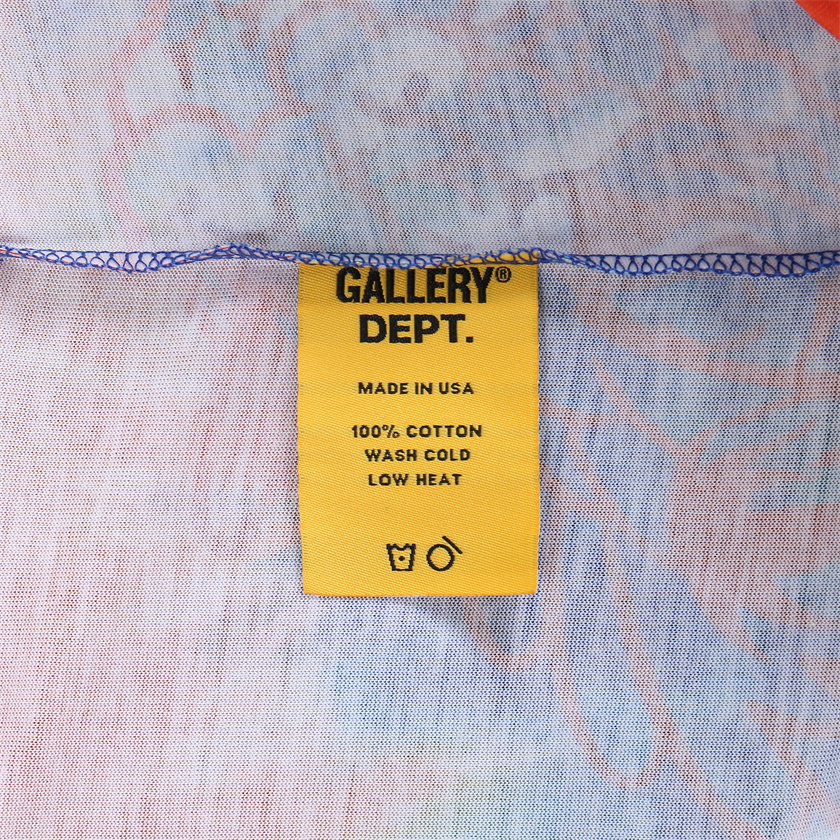 GALLERY®
DEPT.
MADE IN USA
100% COTTON
WASH COLD
LOW HEAT